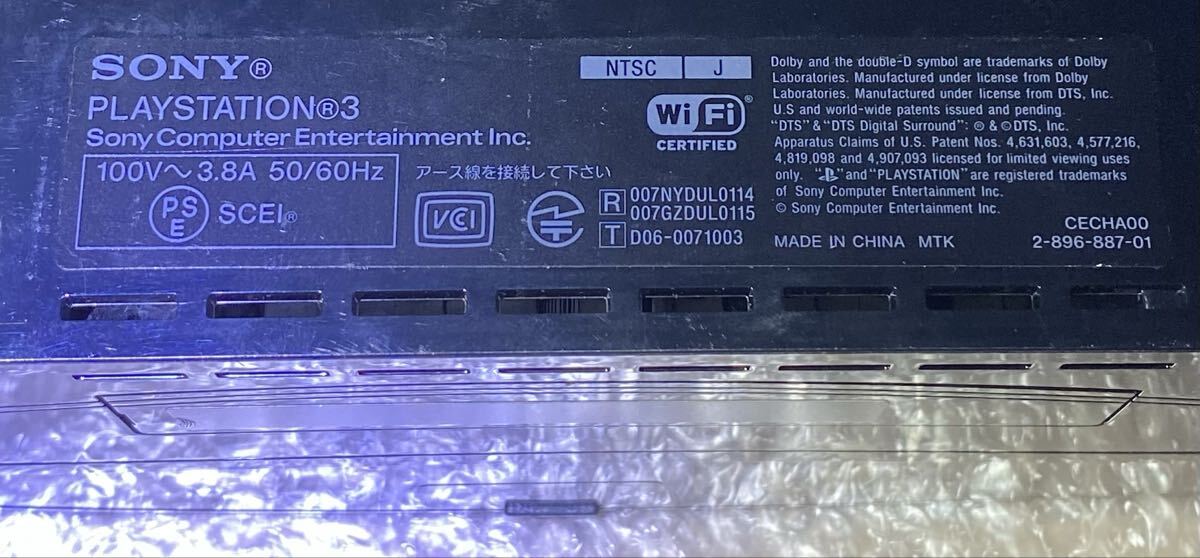 SONY®
PLAYSTATION®3
Sony Computer Entertainment Inc.
100V～ 3.8A 50/60Hz
PSE SCEI®
アース線を接続して下さい
VCI
R 007NYDUL0114
007GZDUL0115
T D06-0071003
NTSC J
Wi Fi®
CERTIFIED
Dolby and the double-D symbol are trademarks of Dolby
Laboratories. Manufactured under license from Dolby
Laboratories. Manufactured under license from DTS, Inc.
U.S and world-wide patents issued and pending.
"DTS" & "DTS Digital Surround": ® & ©DTS, Inc.
Apparatus Claims of U.S. Patent Nos. 4,631,603, 4,577,216,
4,819,098 and 4,907,093 licensed for limited viewing uses
only. " " and "PLAYSTATION" are registered trademarks
of Sony Computer Entertainment Inc.
© Sony Computer Entertainment Inc.
CECHA00
MADE IN CHINA MTK 2-896-887-01